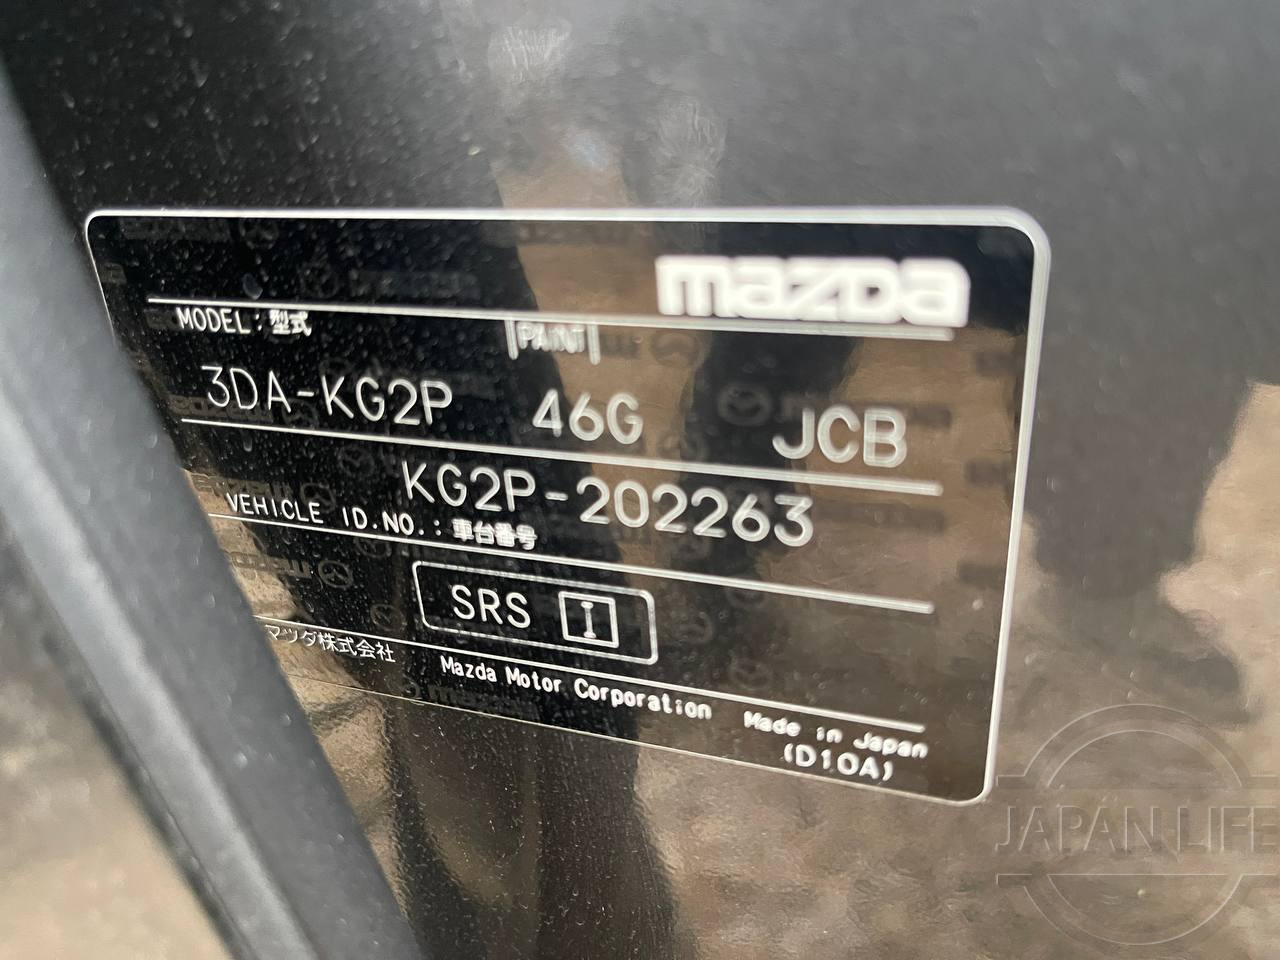 mazda
MODEL: 型式 PAINT
3DA-KG2P 46G JCB
KG2P-202263
VEHICLE ID.NO.: 車台番号
SRS I
マツダ株式会社 Mazda Motor Corporation Made in Japan
(D10A)
JAPAN-LIFE